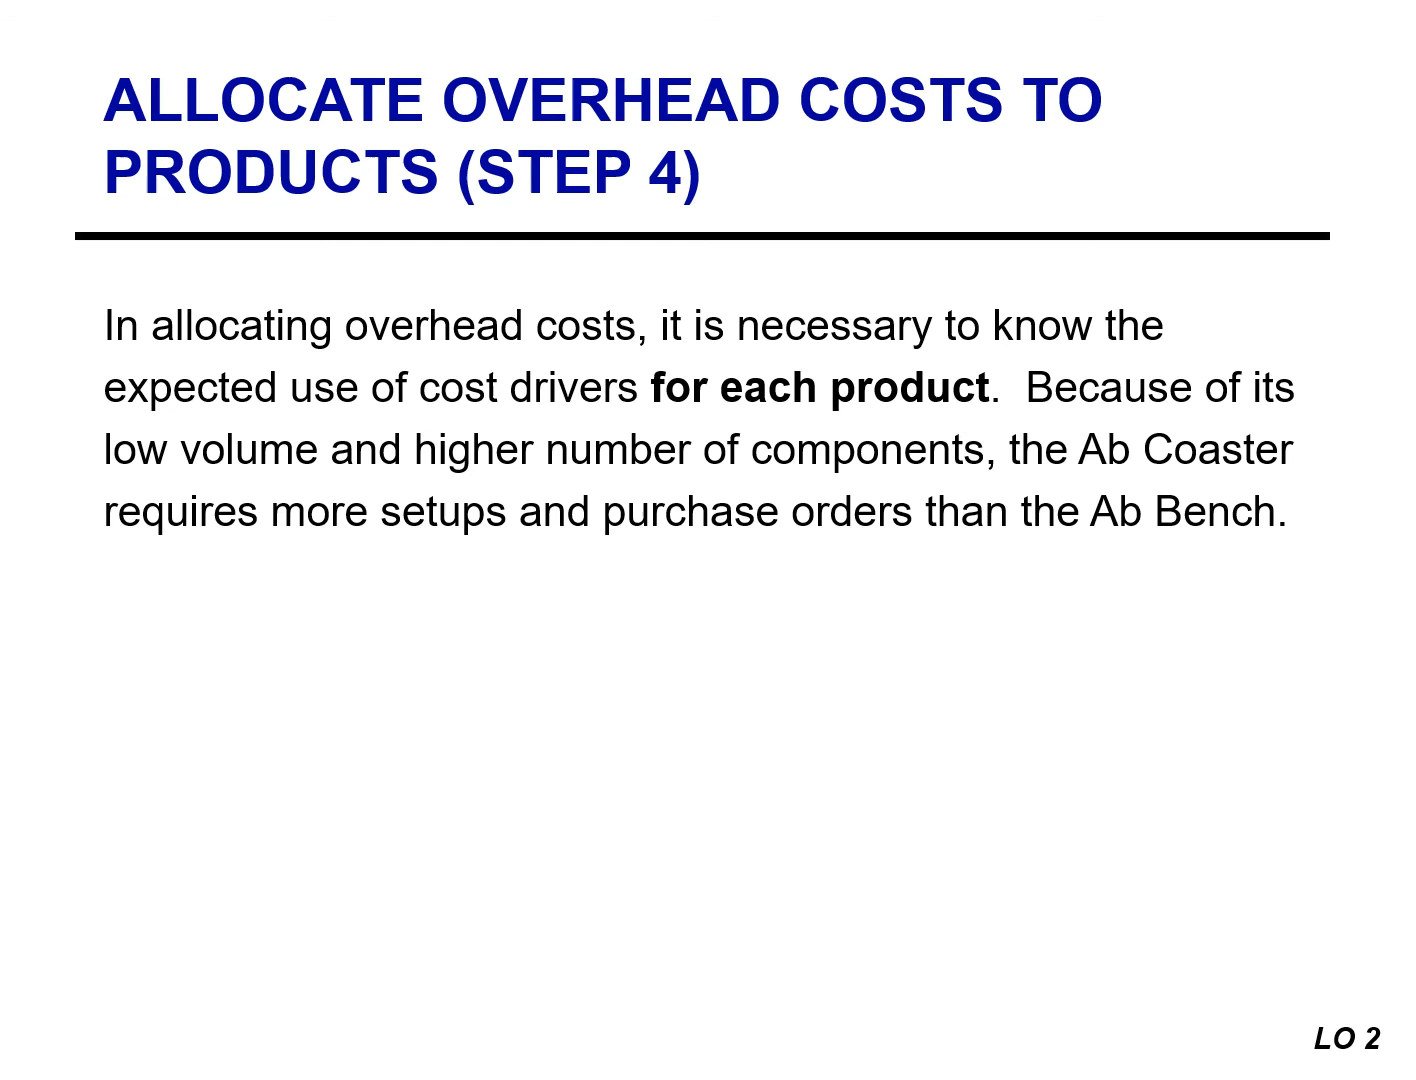 ALLOCATE OVERHEAD COSTS TO
PRODUCTS (STEP 4)
In allocating overhead costs, it is necessary to know the
expected use of cost drivers for each product.  Because of its
low volume and higher number of components, the Ab Coaster
requires more setups and purchase orders than the Ab Bench.
LO 2